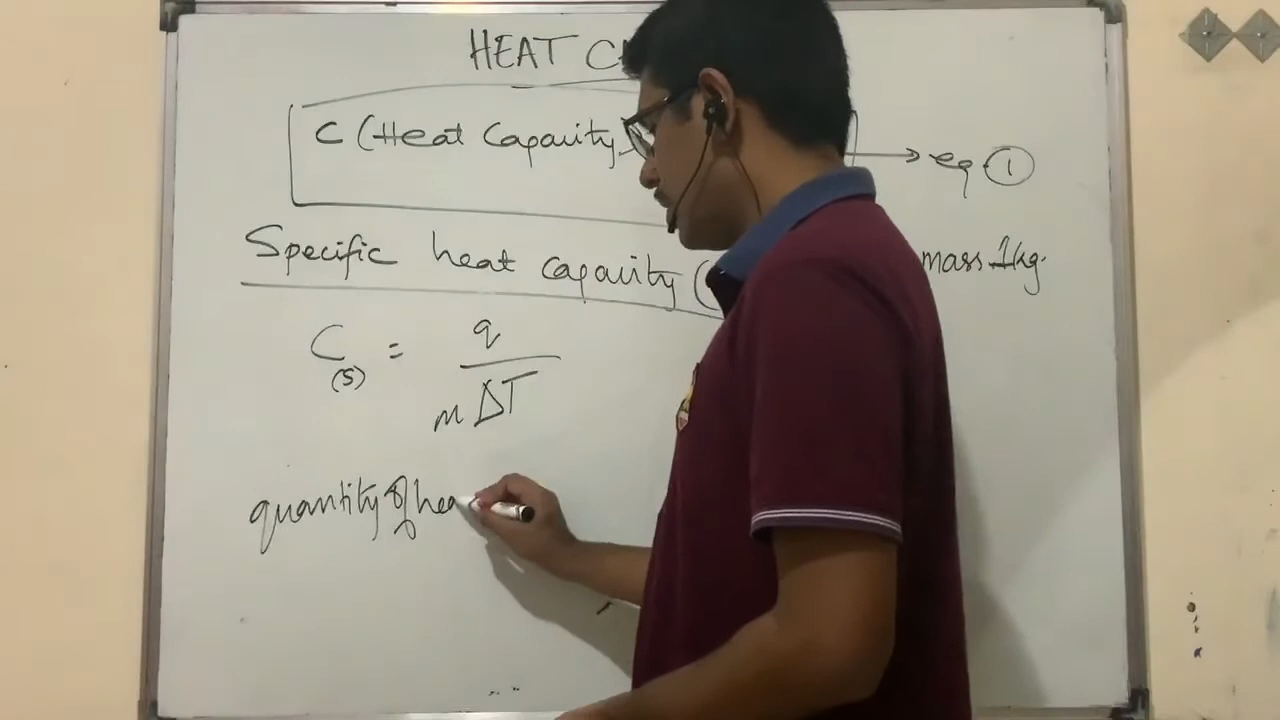 HEAT
C (Heat Capacity) → eq ①
Specific heat capacity ( mass 1kg.
C(s) = q
m ΔT
quantity of hea